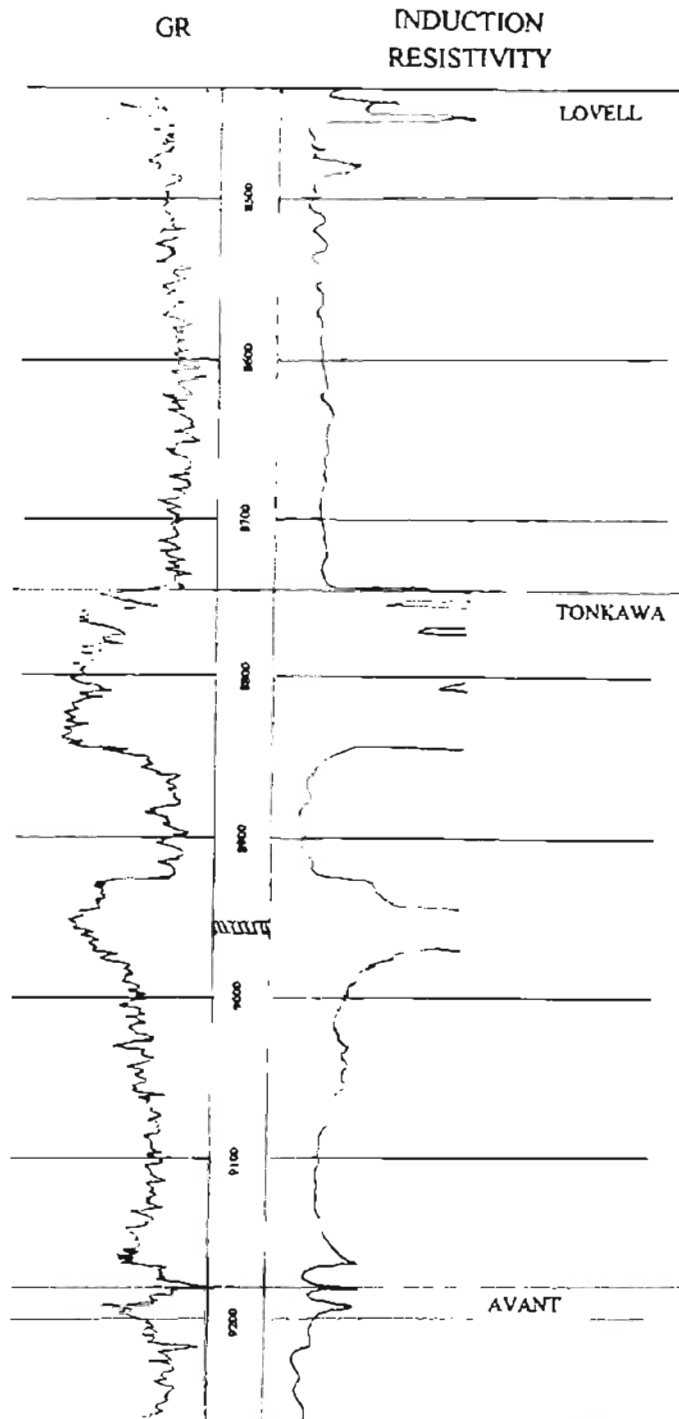 GR
INDUCTION
RESISTIVITY
LOVELL
8500
8600
8700
TONKAWA
8800
8900
9000
9100
AVANT
9200